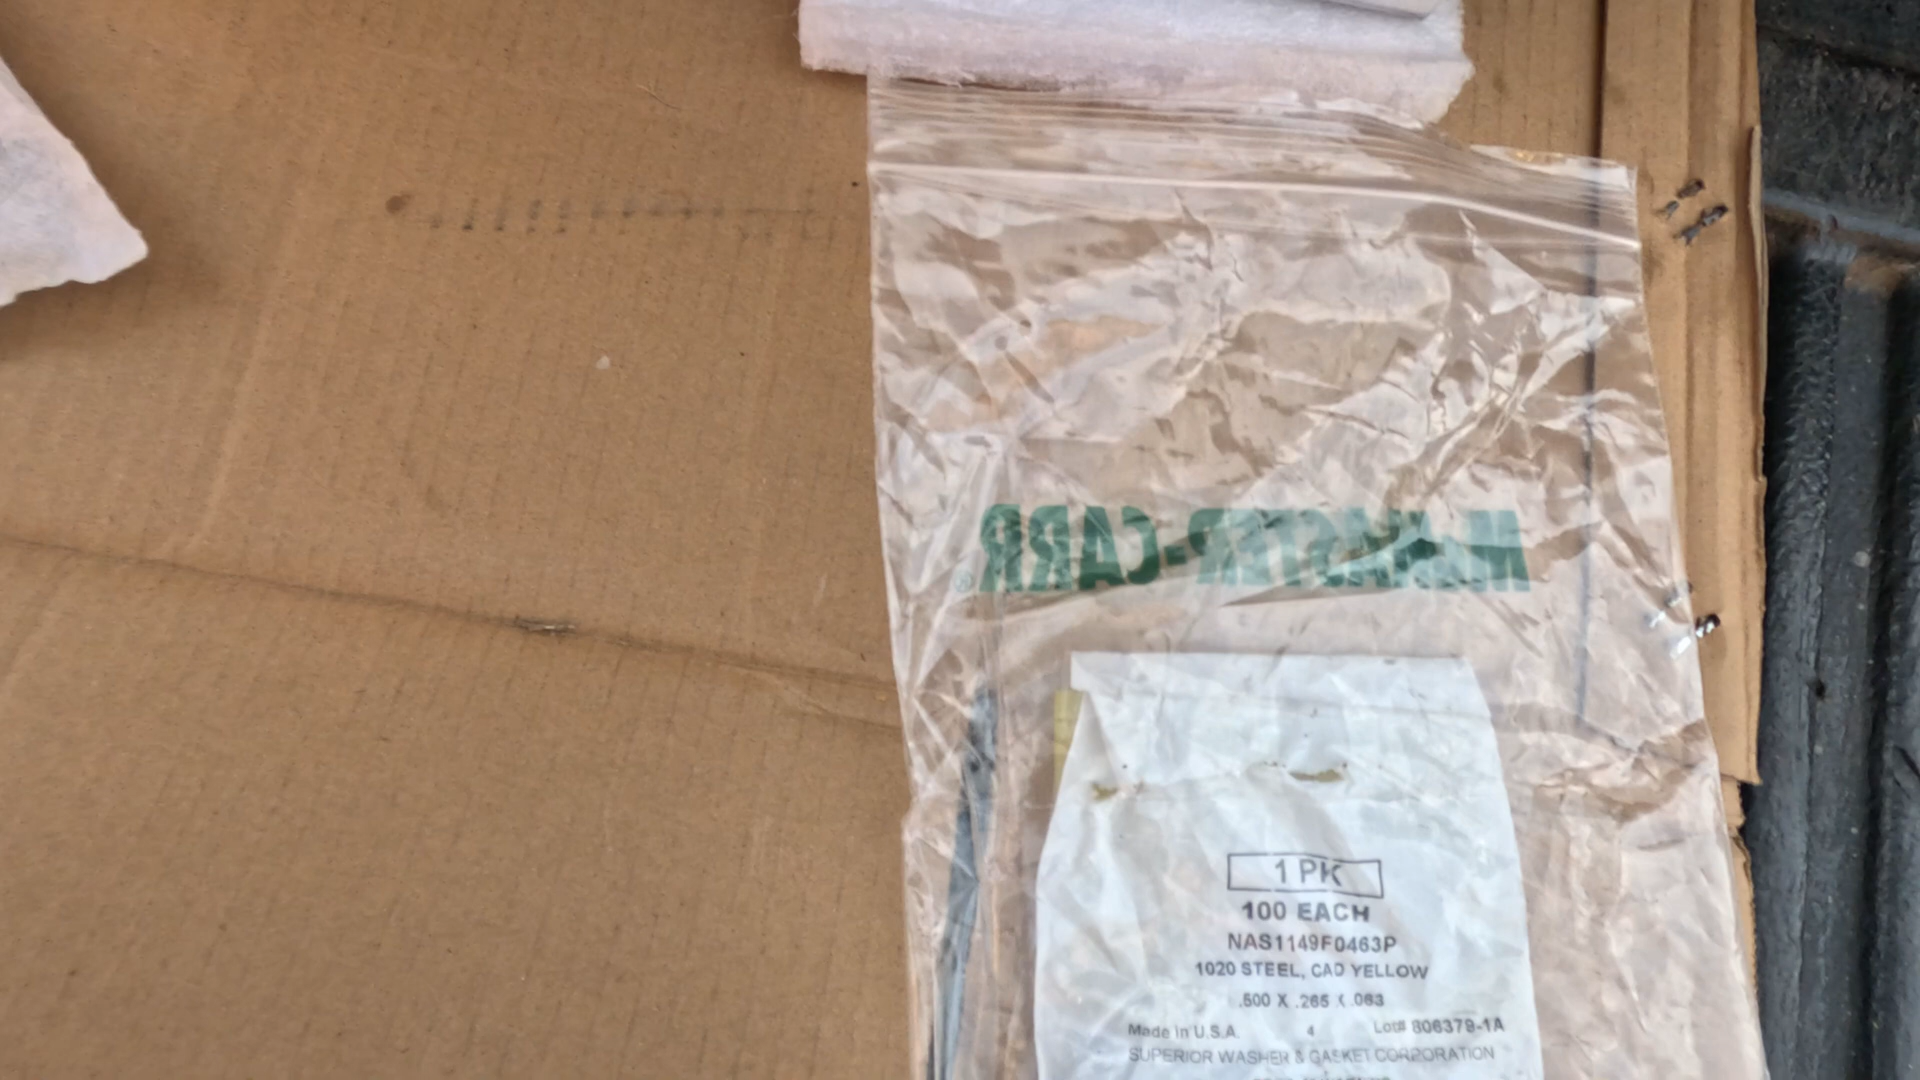 McMASTER-CARR®
1 PK
100 EACH
NAS1149F0463P
1020 STEEL, CAD YELLOW
.500 X .265 X .063
Made in U.S.A. 4 Lot# 806379-1A
SUPERIOR WASHER & GASKET CORPORATION